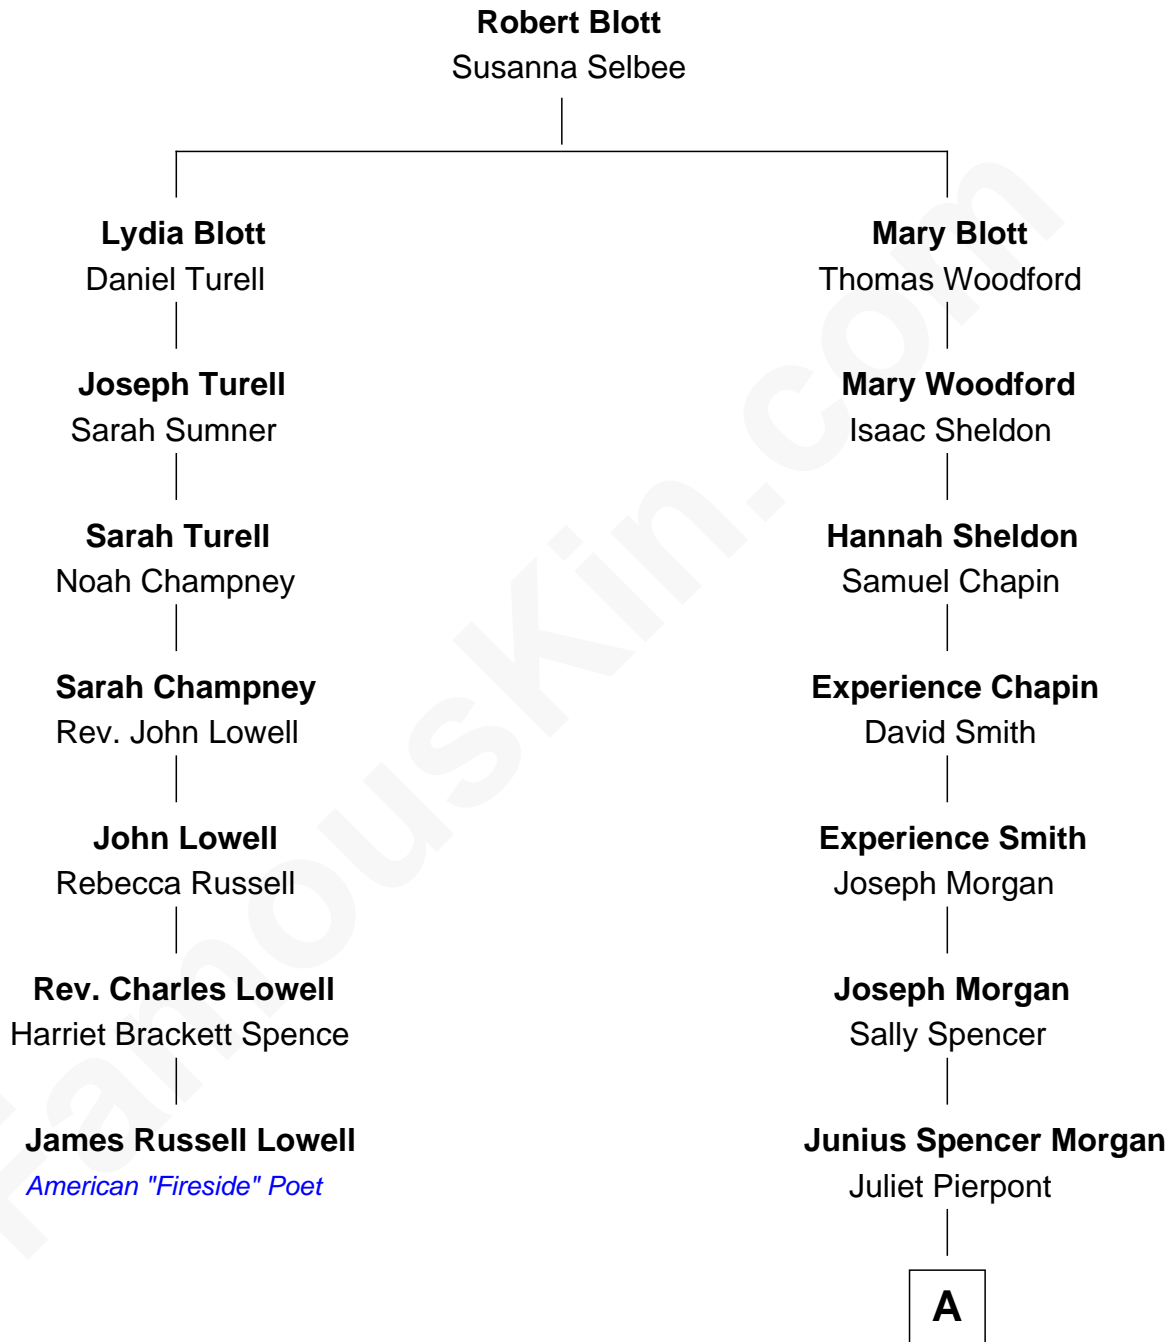 Robert Blott
Susanna Selbee
Lydia Blott
Daniel Turell
Mary Blott
Thomas Woodford
Joseph Turell
Sarah Sumner
Mary Woodford
Isaac Sheldon
Sarah Turell
Noah Champney
Hannah Sheldon
Samuel Chapin
Sarah Champney
Rev. John Lowell
Experience Chapin
David Smith
John Lowell
Rebecca Russell
Experience Smith
Joseph Morgan
Rev. Charles Lowell
Harriet Brackett Spence
Joseph Morgan
Sally Spencer
James Russell Lowell
American "Fireside" Poet
Junius Spencer Morgan
Juliet Pierpont
A
FamousKin.com